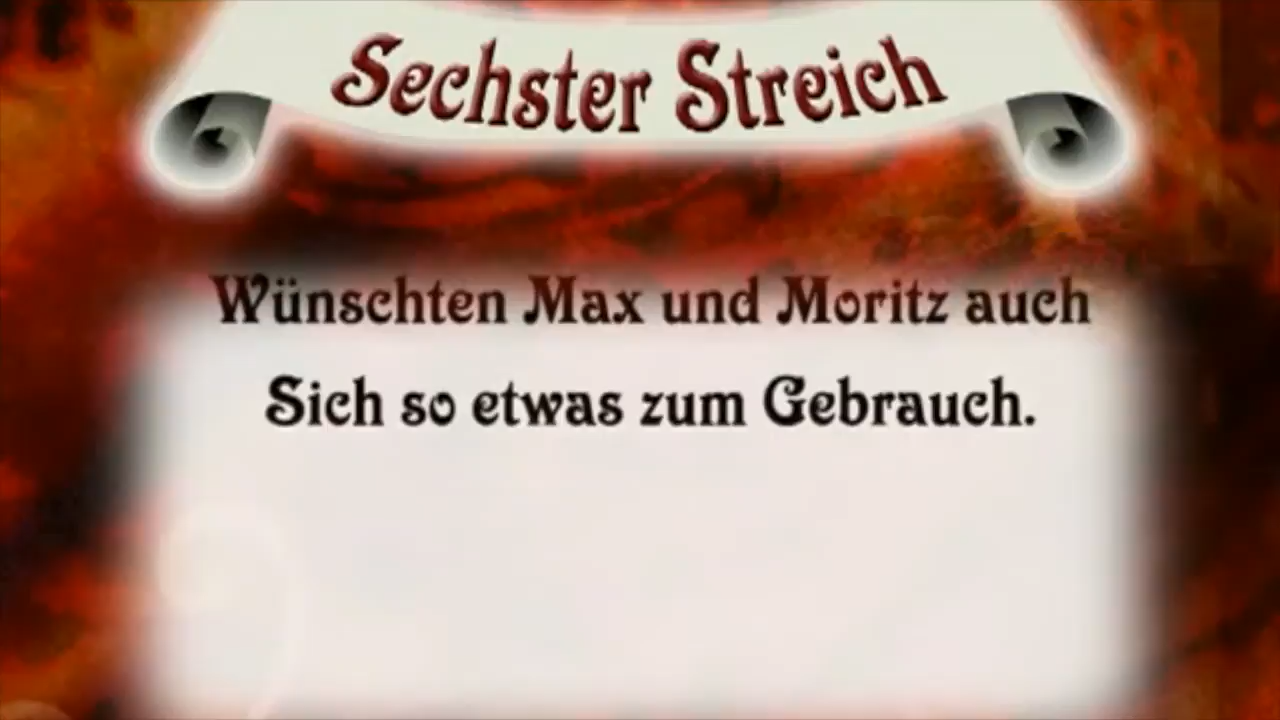 Sechster Streich
Wünschten Max und Moritz auch
Sich so etwas zum Gebrauch.